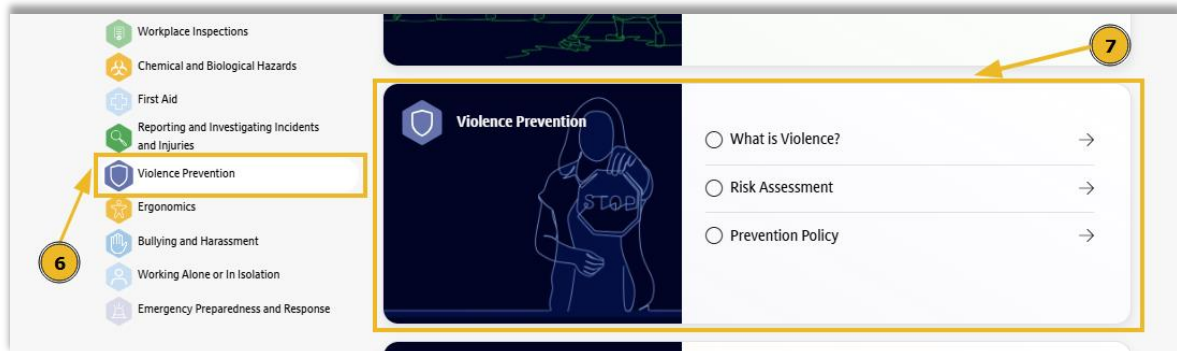 Workplace Inspections
Chemical and Biological Hazards
First Aid
Reporting and Investigating Incidents
and Injuries
Violence Prevention
Ergonomics
Bullying and Harassment
Working Alone or In Isolation
Emergency Preparedness and Response
6
7
Violence Prevention
STOP
What is Violence?
Risk Assessment
Prevention Policy